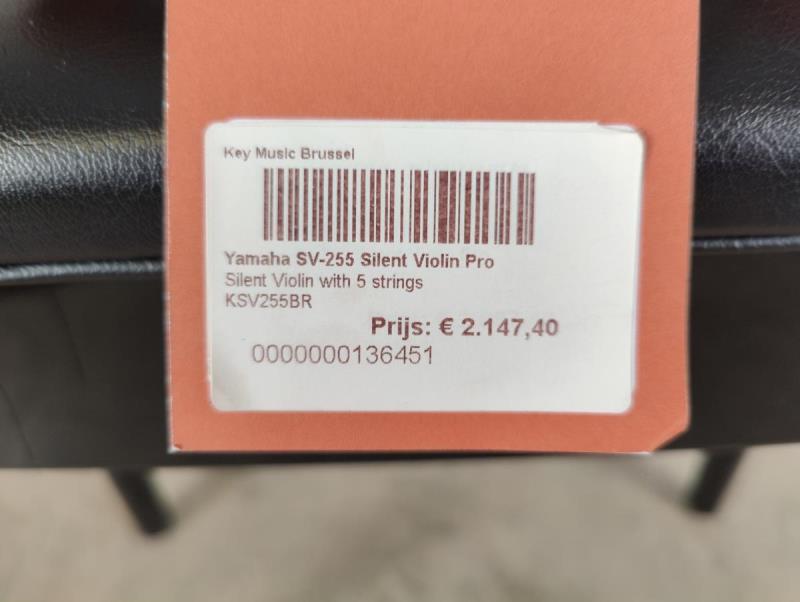 Key Music Brussel
Yamaha SV-255 Silent Violin Pro
Silent Violin with 5 strings
KSV255BR
Prijs: € 2.147,40
0000000136451